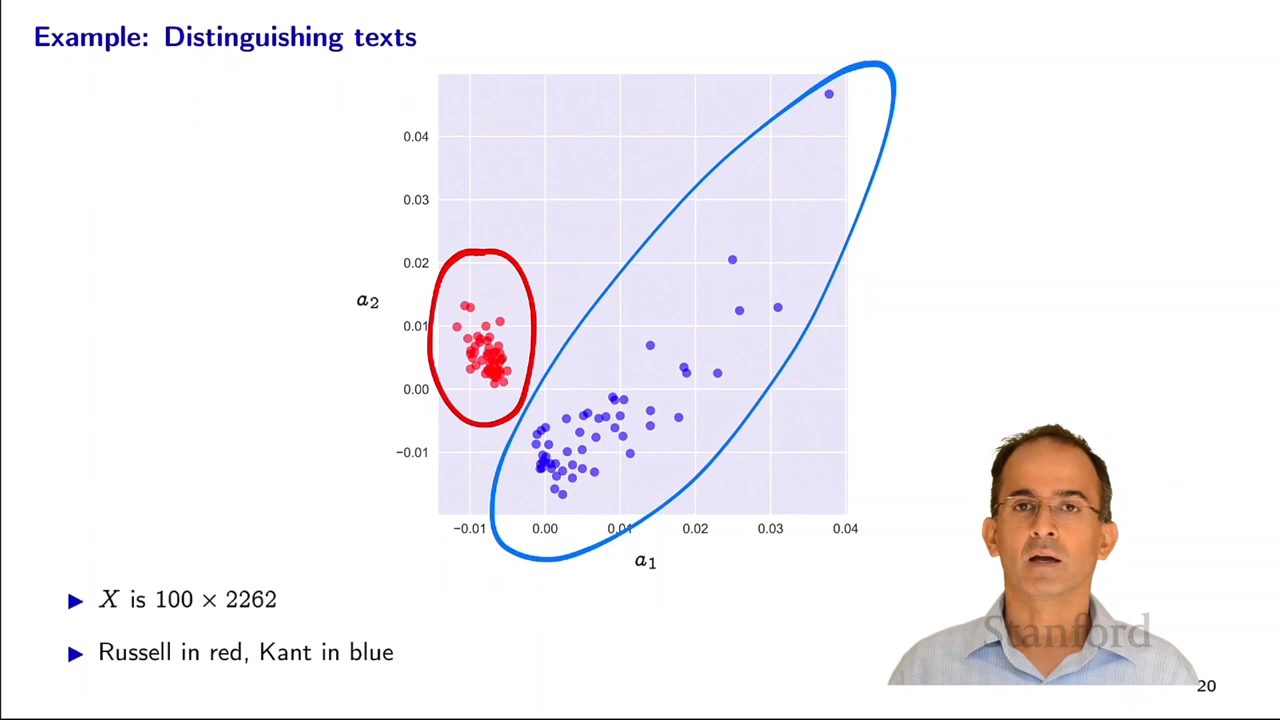 Example: Distinguishing texts
0.04
0.03
0.02
a₂
0.01
0.00
−0.01
−0.01
0.00
0.01
0.02
0.03
0.04
a₁
▶ X is 100 × 2262
▶ Russell in red, Kant in blue
Stanford
20